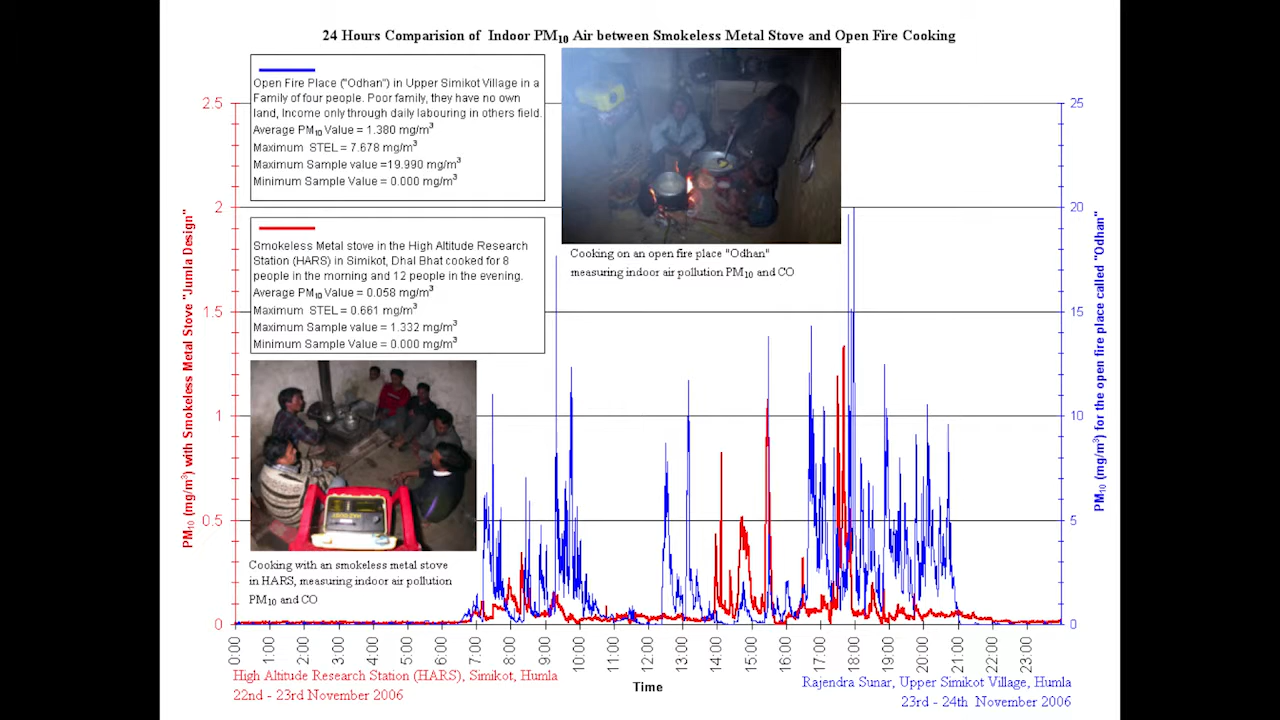 24 Hours Comparision of Indoor PM10 Air between Smokeless Metal Stove and Open Fire Cooking
Open Fire Place ("Odhan") in Upper Simikot Village in a
Family of four people. Poor family, they have no own
land, Income only through daily labouring in others field.
Average PM10 Value = 1.380 mg/m3
Maximum STEL = 7.678 mg/m3
Maximum Sample value =19.990 mg/m3
Minimum Sample Value = 0.000 mg/m3
Smokeless Metal stove in the High Altitude Research
Station (HARS) in Simikot, Dhal Bhat cooked for 8
people in the morning and 12 people in the evening.
Average PM10 Value = 0.058 mg/m3
Maximum STEL = 0.661 mg/m3
Maximum Sample value = 1.332 mg/m3
Minimum Sample Value = 0.000 mg/m3
Cooking on an open fire place "Odhan"
measuring indoor air pollution PM10 and CO
Cooking with an smokeless metal stove
in HARS, measuring indoor air pollution
PM10 and CO
PM10 (mg/m3) with Smokeless Metal Stove "Jumla Design"
2.5
2
1.5
1
0.5
0
25
20
15
10
5
0
PM10 (mg/m3) for the open fire place called "Odhan"
0:00 1:00 2:00 3:00 4:00 5:00 6:00 7:00 8:00 9:00 10:00 11:00 12:00 13:00 14:00 15:00 16:00 17:00 18:00 19:00 20:00 21:00 22:00 23:00
Time
High Altitude Research Station (HARS), Simikot, Humla
22nd - 23rd November 2006
Rajendra Sunar, Upper Simikot Village, Humla
23rd - 24th November 2006